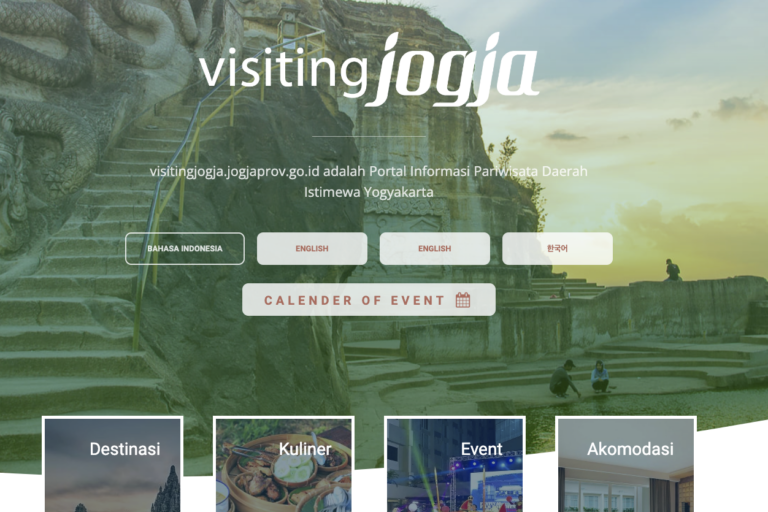 visitingjogja
visitingjogja.jogjaprov.go.id adalah Portal Informasi Pariwisata Daerah
Istimewa Yogyakarta
BAHASA INDONESIA
ENGLISH
ENGLISH
한국어
CALENDER OF EVENT
Destinasi
Kuliner
Event
Akomodasi